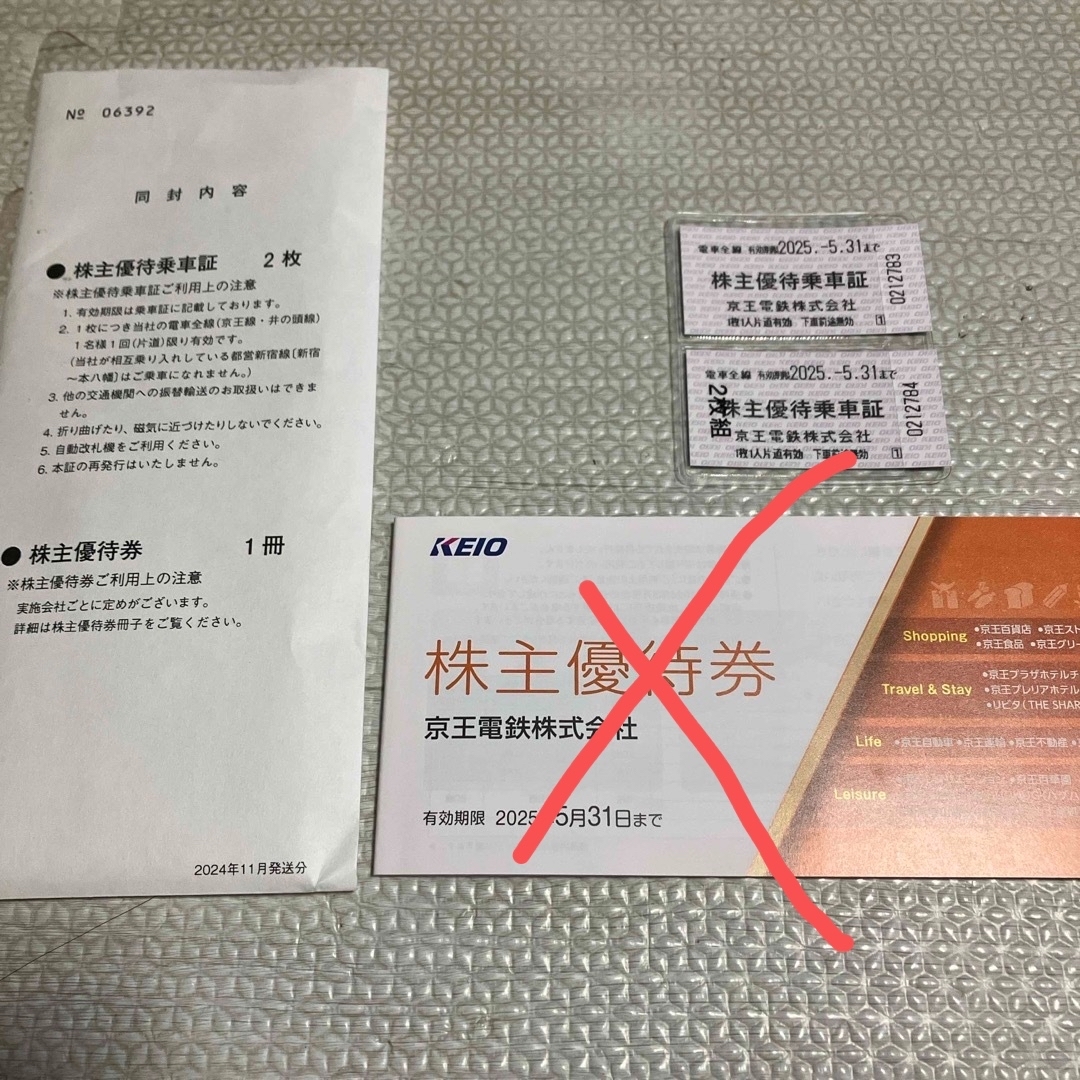 № 06392
同封内容
● 株主優待乗車証 2枚
※株主優待乗車証ご利用上の注意
1. 有効期限は乗車証に記載しております。
2. 1枚につき当社の電車全線(京王線・井の頭線)
1名様1回(片道)限り有効です。
(当社が相互乗り入れしている都営新宿線〔新宿
～本八幡〕はご乗車になれません。)
3. 他の交通機関への振替輸送のお取扱いはできま
せん。
4. 折り曲げたり、磁気に近づけたりしないでください。
5. 自動改札機をご利用ください。
6. 本証の再発行はいたしません。
● 株主優待券 1冊
※株主優待券ご利用上の注意
実施会社ごとに定めがございます。
詳細は株主優待券冊子をご覧ください。
2024年11月発送分
電車全線 有効期限2025.-5.31まで
株主優待乗車証
京王電鉄株式会社
1枚1人片道有効 下車前途無効 1
0212783
電車全線 有効期限2025.-5.31まで
2枚組
株主優待乗車証
京王電鉄株式会社
1枚1人片道有効 下車前途無効 1
0212784
KEIO
株主優待券
京王電鉄株式会社
有効期限 2025 5月31日まで
Shopping ●京王百貨店 ●京王スト
●京王食品 ●京王グリー
Travel & Stay ●京王プラザホテルチ
●京王プレリアホテル
●リビタ(THE SHAR
Life ●京王自動車 ●京王運輸 ●京王不動産
Leisure